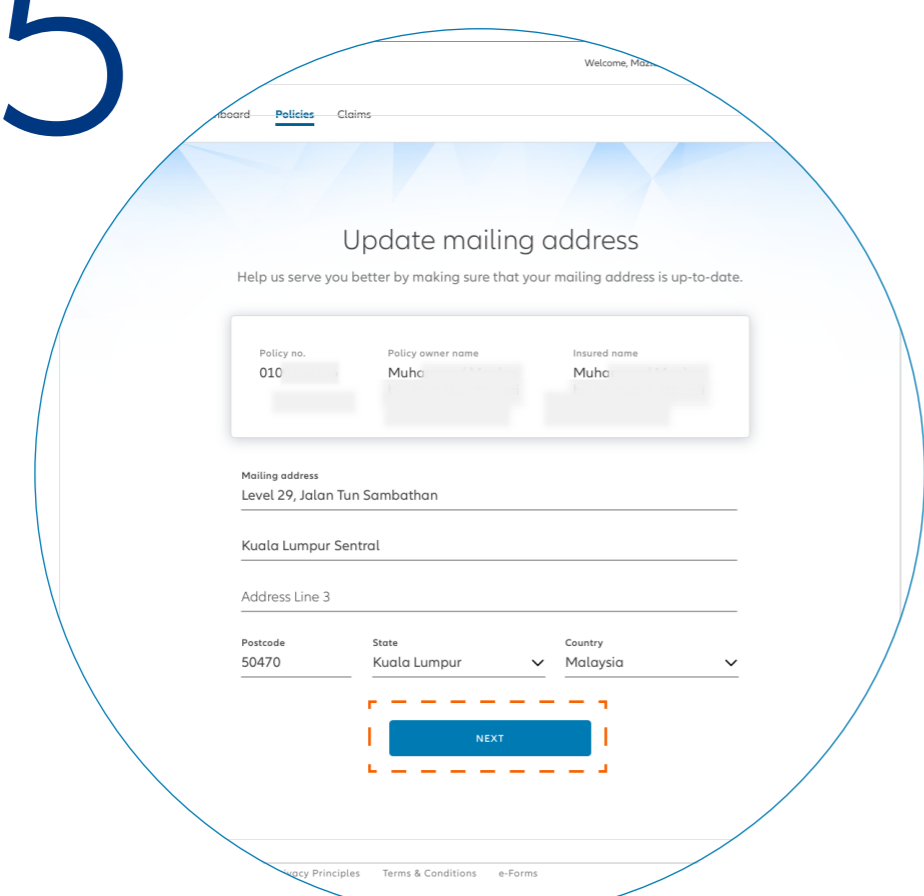 5
Welcome,
Policies Claims
Update mailing address
Help us serve you better by making sure that your mailing address is up-to-date.
Policy no. Policy owner name Insured name
010 Muha Muha
Mailing address
Level 29, Jalan Tun Sambathan
Kuala Lumpur Sentral
Address Line 3
Postcode State Country
50470 Kuala Lumpur Malaysia
NEXT
Principles Terms & Conditions e-Forms